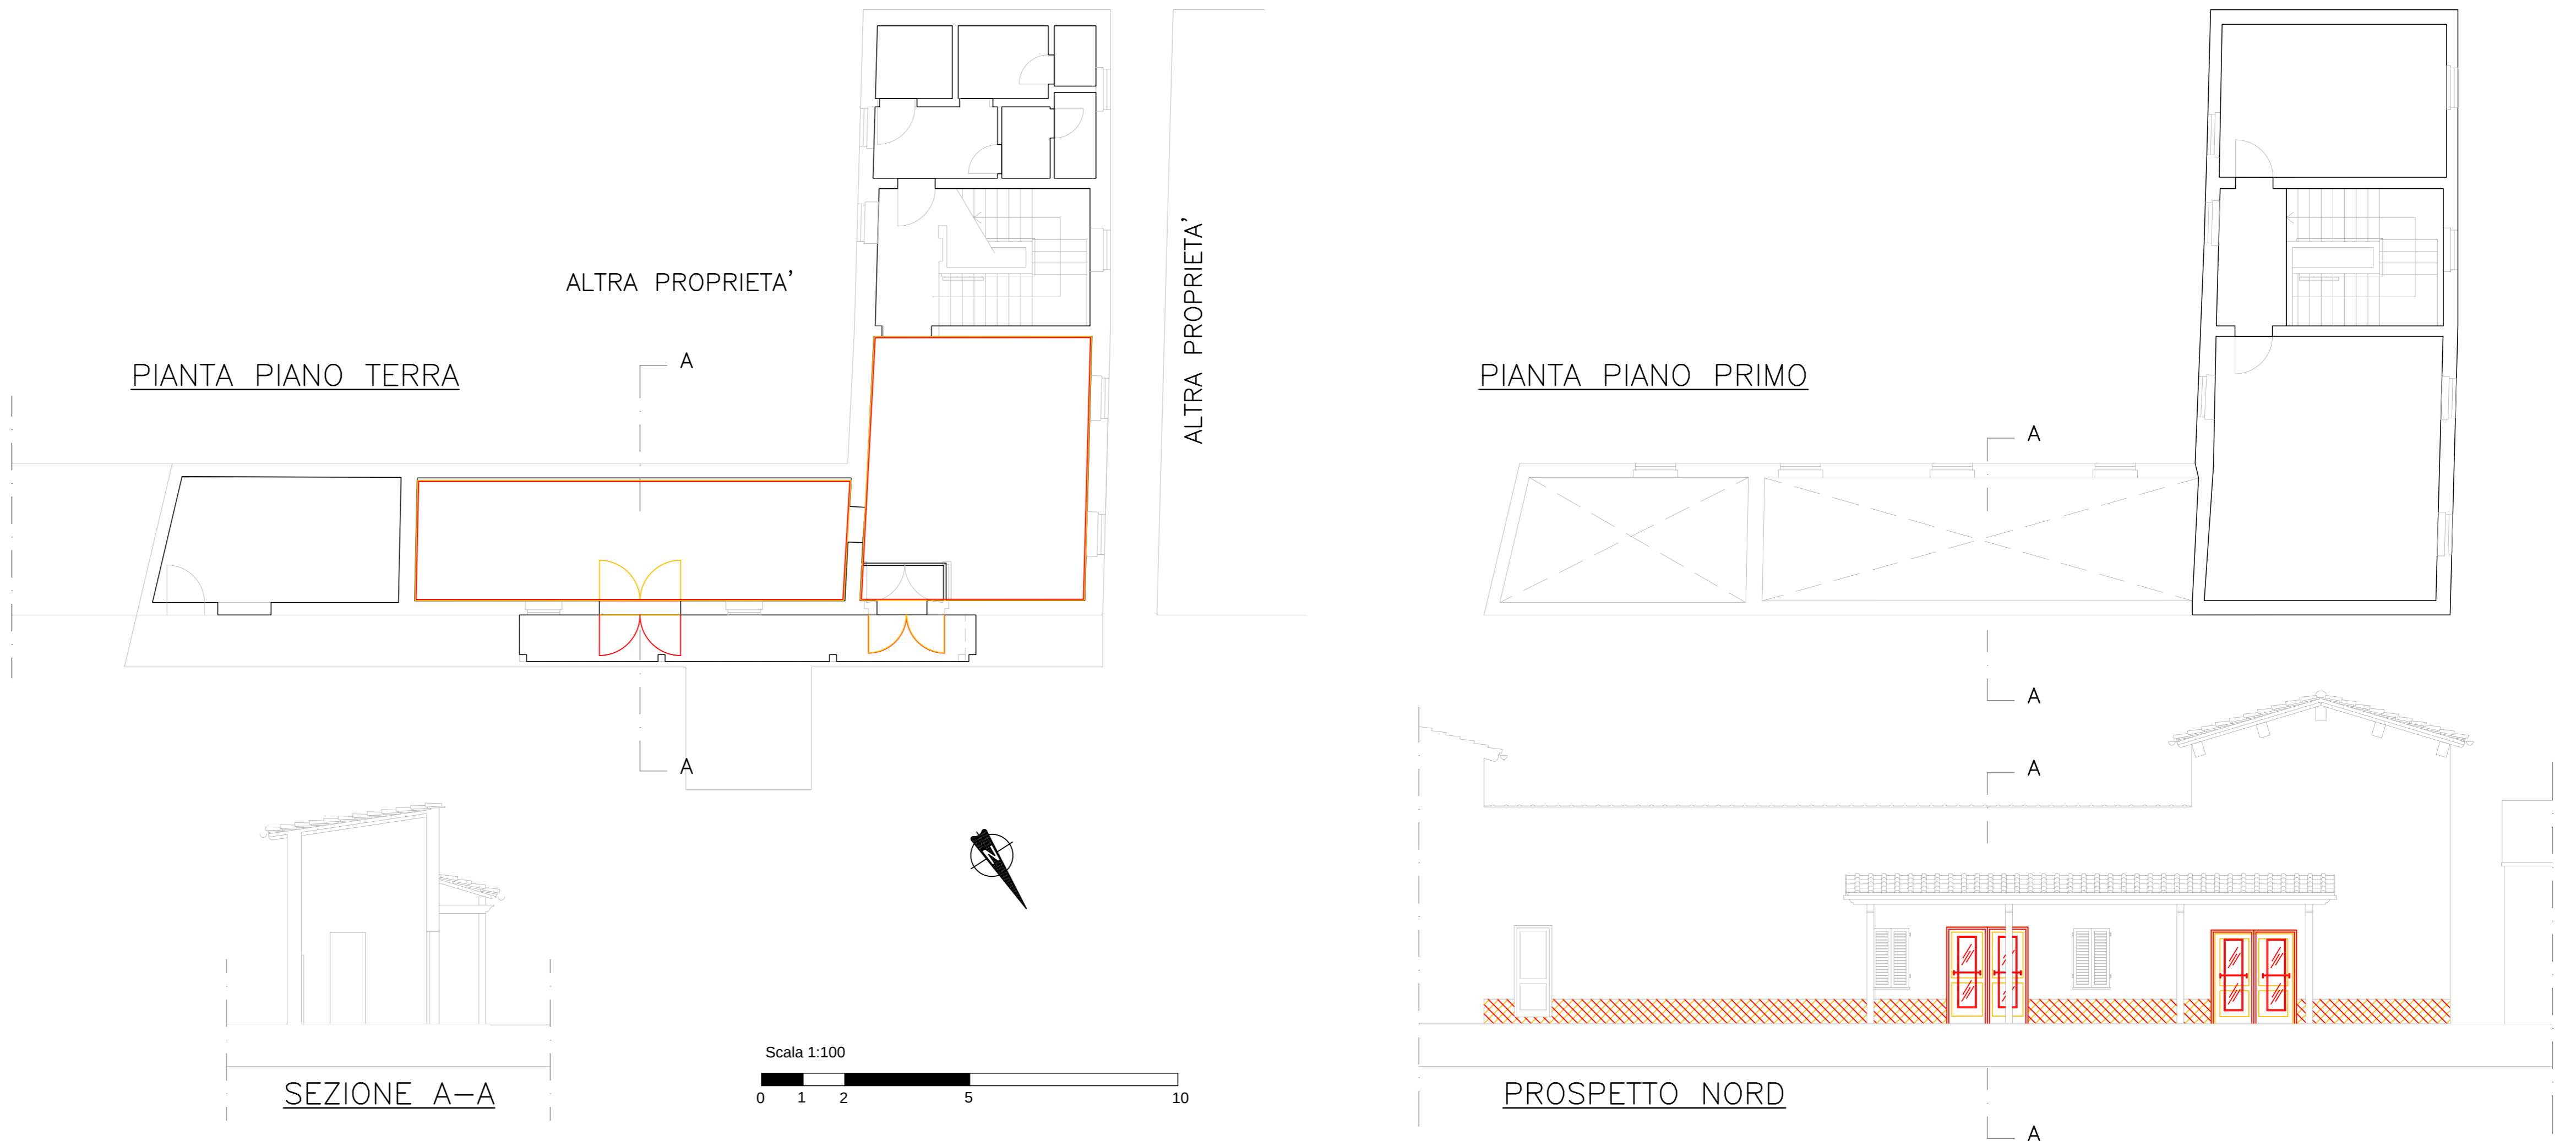 ALTRA PROPRIETA'
ALTRA PROPRIETA'
PIANTA PIANO TERRA
A
A
PIANTA PIANO PRIMO
A
A
A
A
N
Scala 1:100
0 1 2 5 10
SEZIONE A-A
PROSPETTO NORD